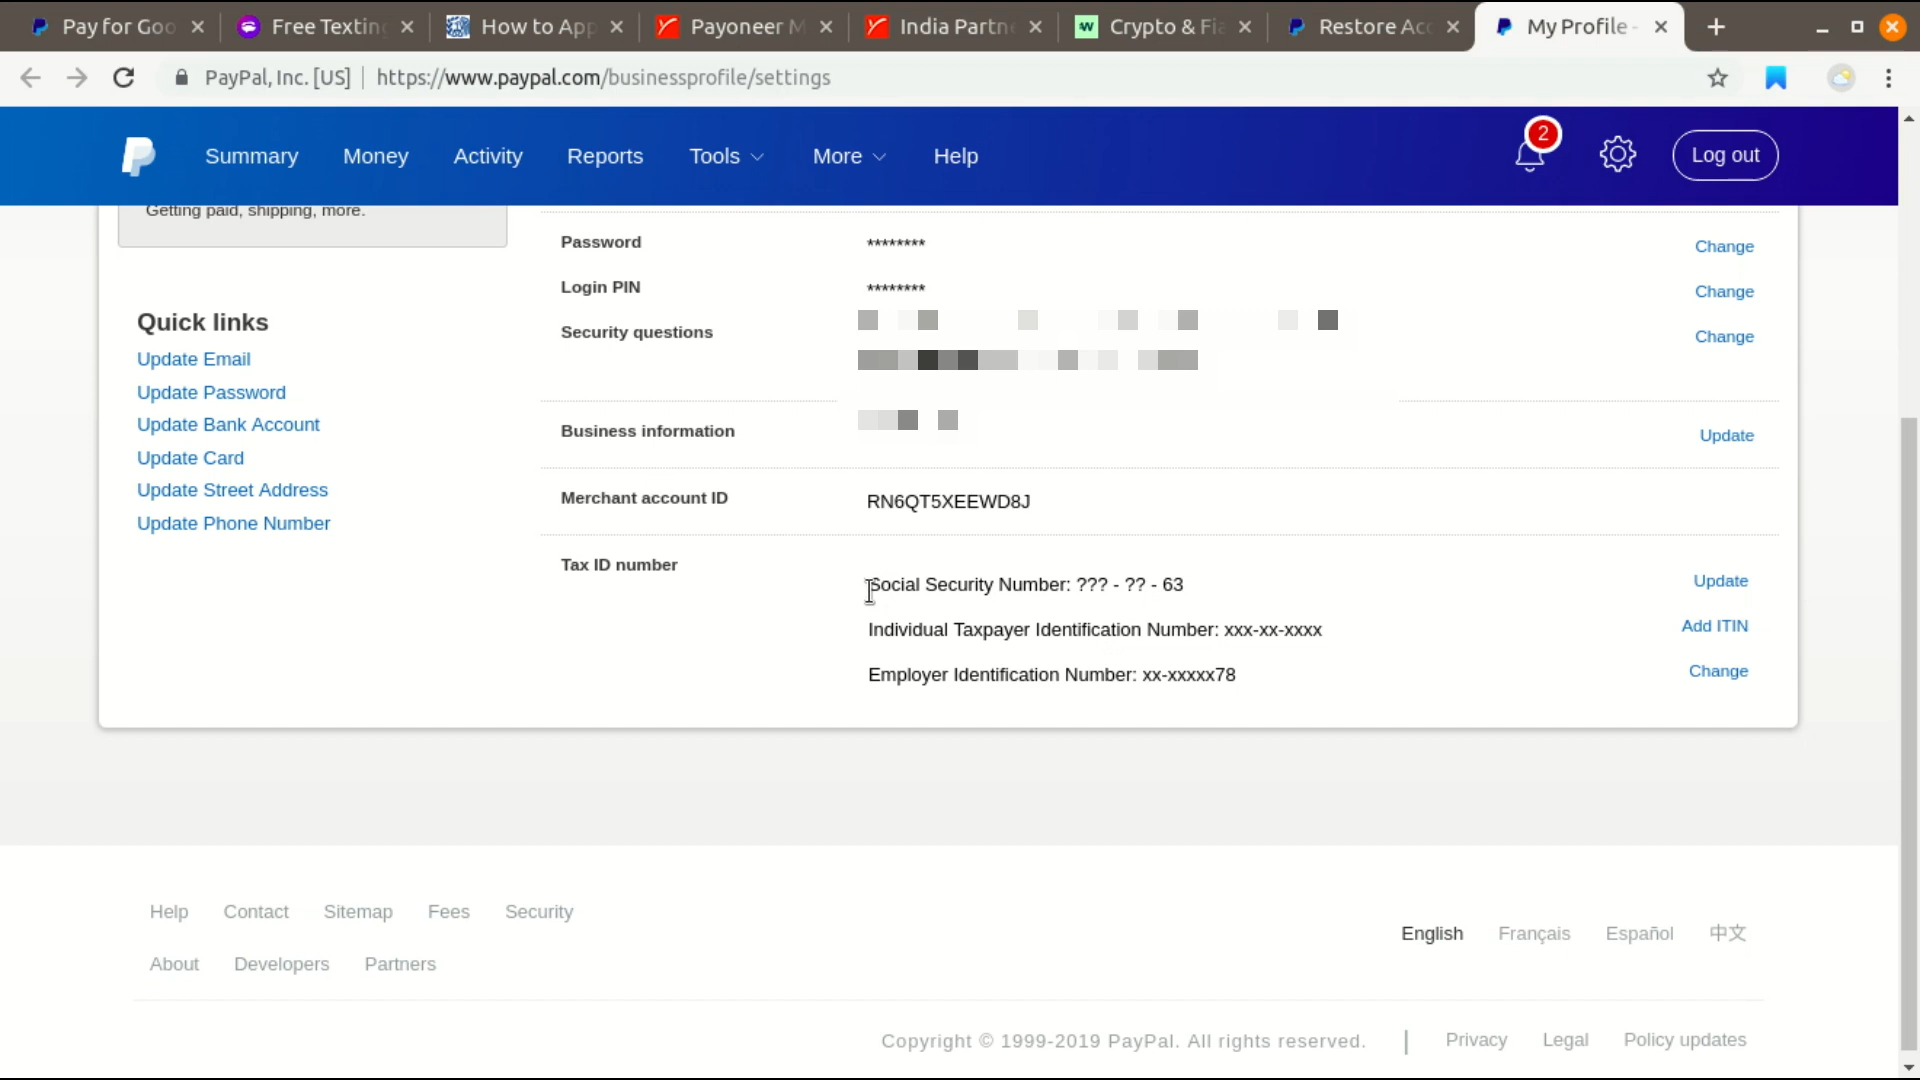 Pay for Goo
Free Texting
How to App
Payoneer M
India Partn
Crypto & Fia
Restore Acc
My Profile -
PayPal, Inc. [US] | https://www.paypal.com/businessprofile/settings
Summary Money Activity Reports Tools More Help
2
Log out
Getting paid, shipping, more.
Quick links
Update Email
Update Password
Update Bank Account
Update Card
Update Street Address
Update Phone Number
Password ******** Change
Login PIN ******** Change
Security questions Change
Business information Update
Merchant account ID RN6QT5XEEWD8J
Tax ID number
Social Security Number: ??? - ?? - 63 Update
Individual Taxpayer Identification Number: xxx-xx-xxxx Add ITIN
Employer Identification Number: xx-xxxxx78 Change
Help Contact Sitemap Fees Security
About Developers Partners
English Français Español 中文
Copyright © 1999-2019 PayPal. All rights reserved. | Privacy Legal Policy updates